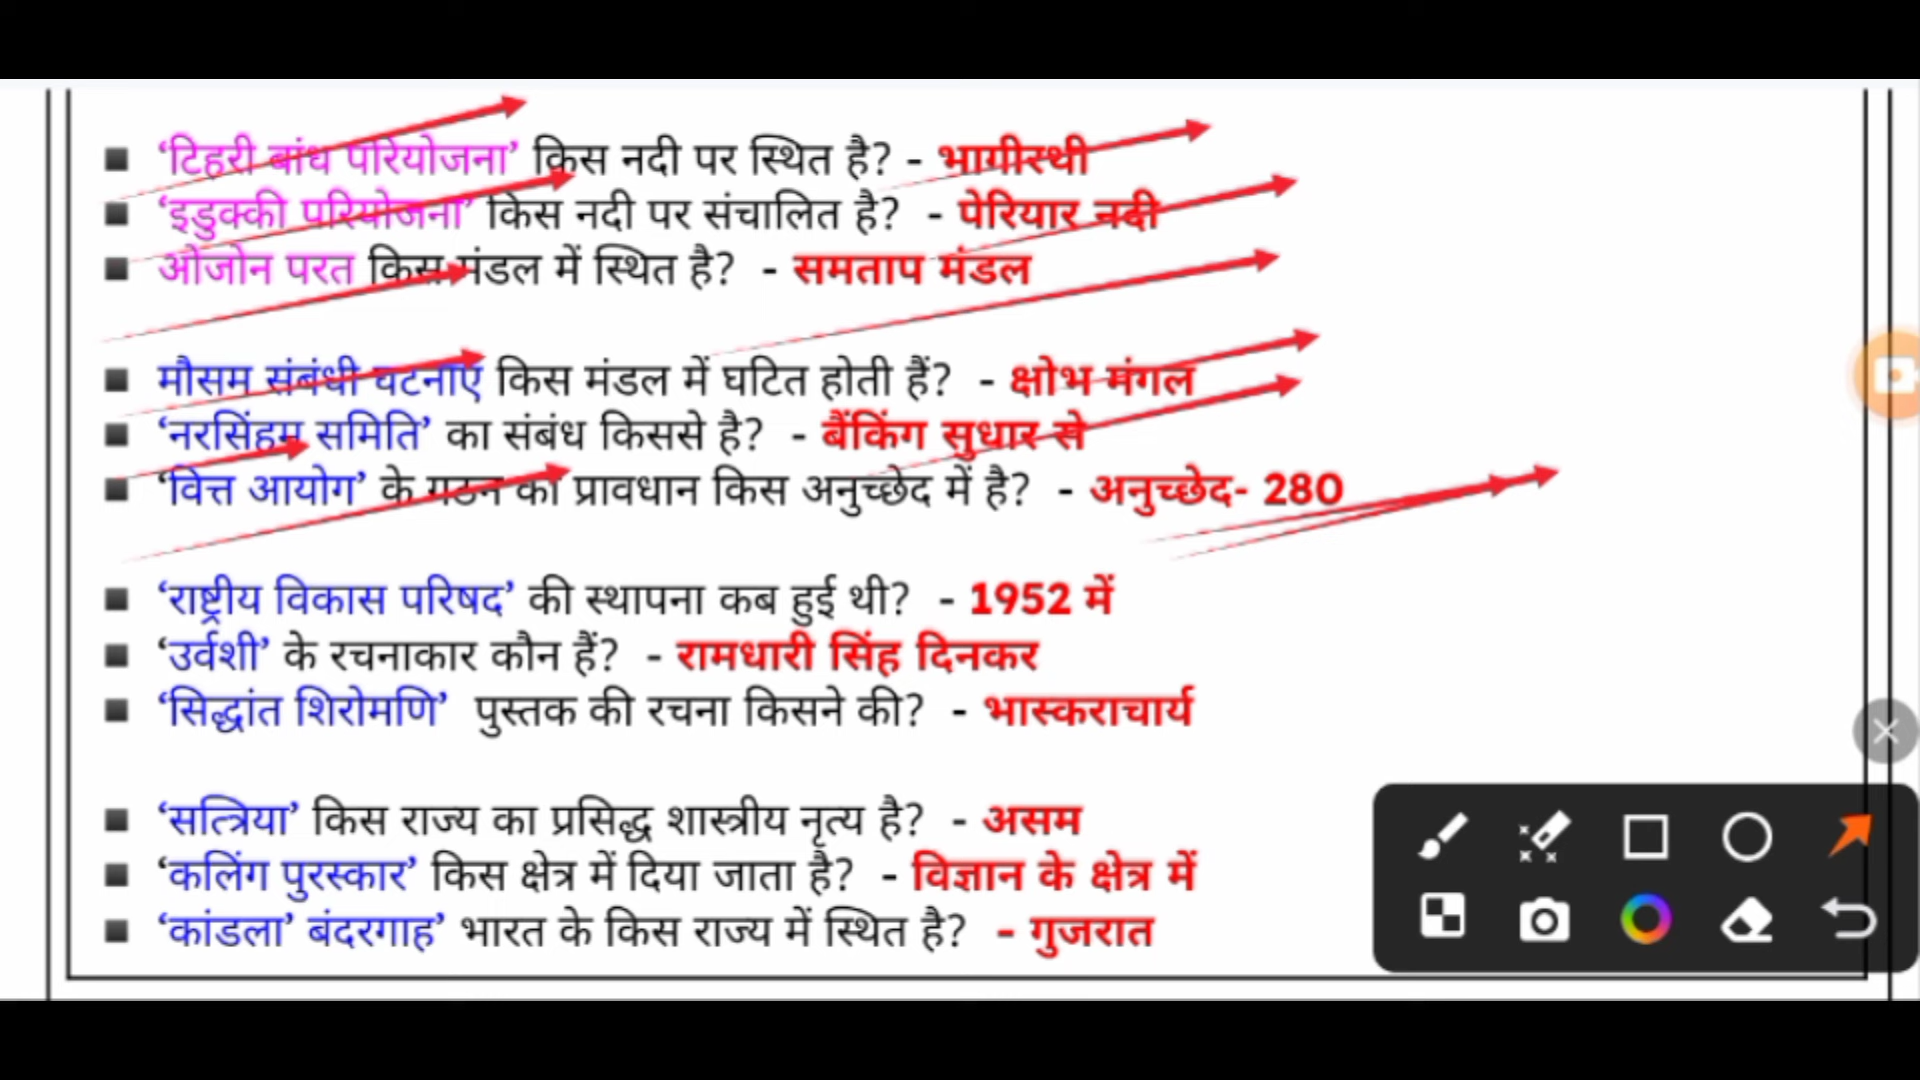 ■ ‘टिहरी बांध परियोजना’ किस नदी पर स्थित है? - भागीरथी
■ ‘इडुक्की परियोजना’ किस नदी पर संचालित है? - पेरियार नदी
■ ओजोन परत किस मंडल में स्थित है? - समताप मंडल
■ मौसम संबंधी घटनाएं किस मंडल में घटित होती हैं? - क्षोभ मंगल
■ ‘नरसिंहम समिति’ का संबंध किससे है? - बैंकिंग सुधार से
■ ‘वित्त आयोग’ के गठन का प्रावधान किस अनुच्छेद में है? - अनुच्छेद- 280
■ ‘राष्ट्रीय विकास परिषद’ की स्थापना कब हुई थी? - 1952 में
■ ‘उर्वशी’ के रचनाकार कौन हैं? - रामधारी सिंह दिनकर
■ ‘सिद्धांत शिरोमणि’ पुस्तक की रचना किसने की? - भास्कराचार्य
■ ‘सत्त्रिया’ किस राज्य का प्रसिद्ध शास्त्रीय नृत्य है? - असम
■ ‘कलिंग पुरस्कार’ किस क्षेत्र में दिया जाता है? - विज्ञान के क्षेत्र में
■ ‘कांडला’ बंदरगाह’ भारत के किस राज्य में स्थित है? - गुजरात